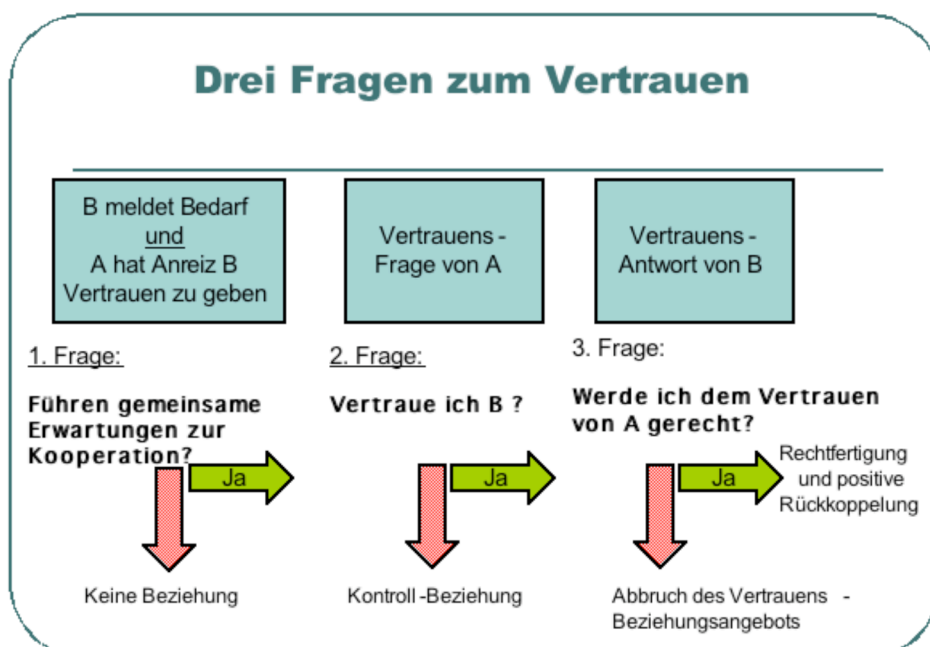 Drei Fragen zum Vertrauen
B meldet Bedarf
und
A hat Anreiz B
Vertrauen zu geben
Vertrauens -
Frage von A
Vertrauens -
Antwort von B
1. Frage:
Führen gemeinsame
Erwartungen zur
Kooperation?
2. Frage:
Vertraue ich B ?
3. Frage:
Werde ich dem Vertrauen
von A gerecht?
Ja
Ja
Ja
Rechtfertigung
und positive
Rückkoppelung
Keine Beziehung
Kontroll -Beziehung
Abbruch des Vertrauens -
Beziehungsangebots